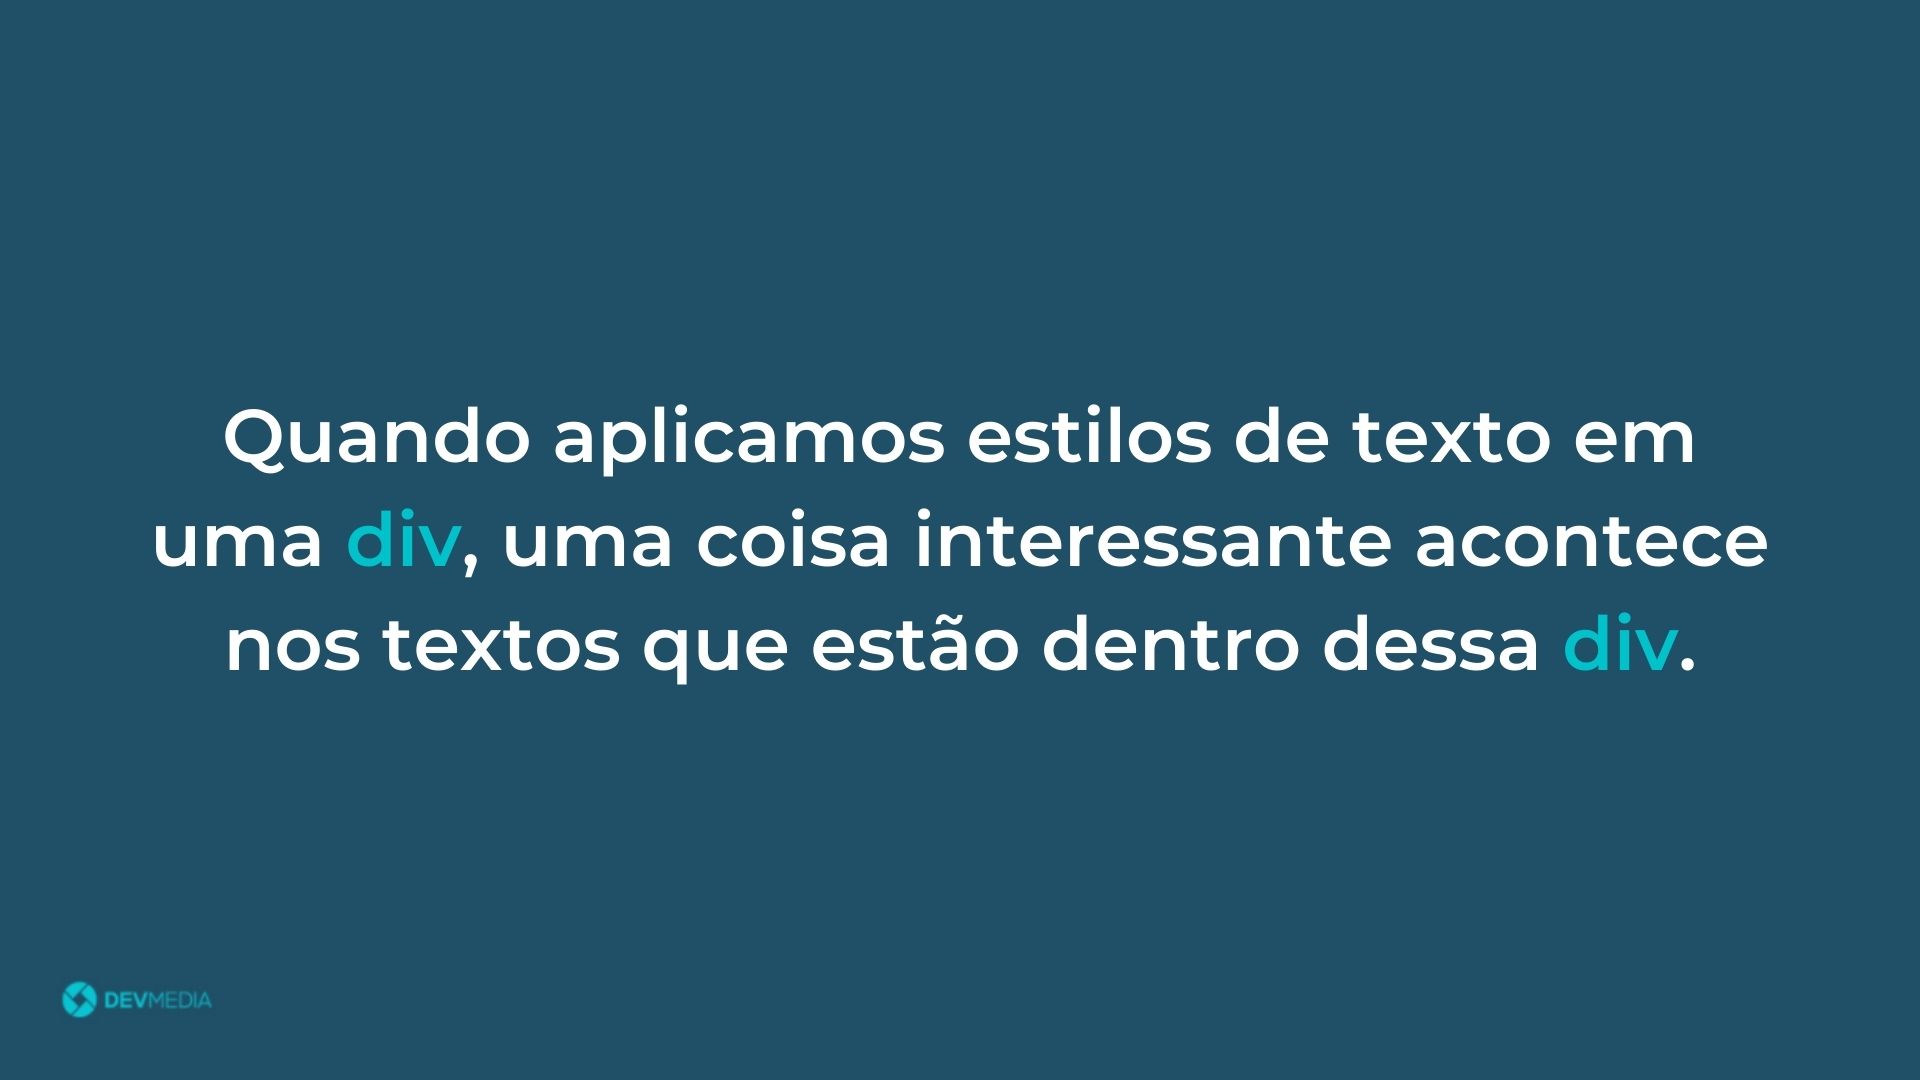 Quando aplicamos estilos de texto em
uma div, uma coisa interessante acontece
nos textos que estão dentro dessa div.
DEVMEDIA